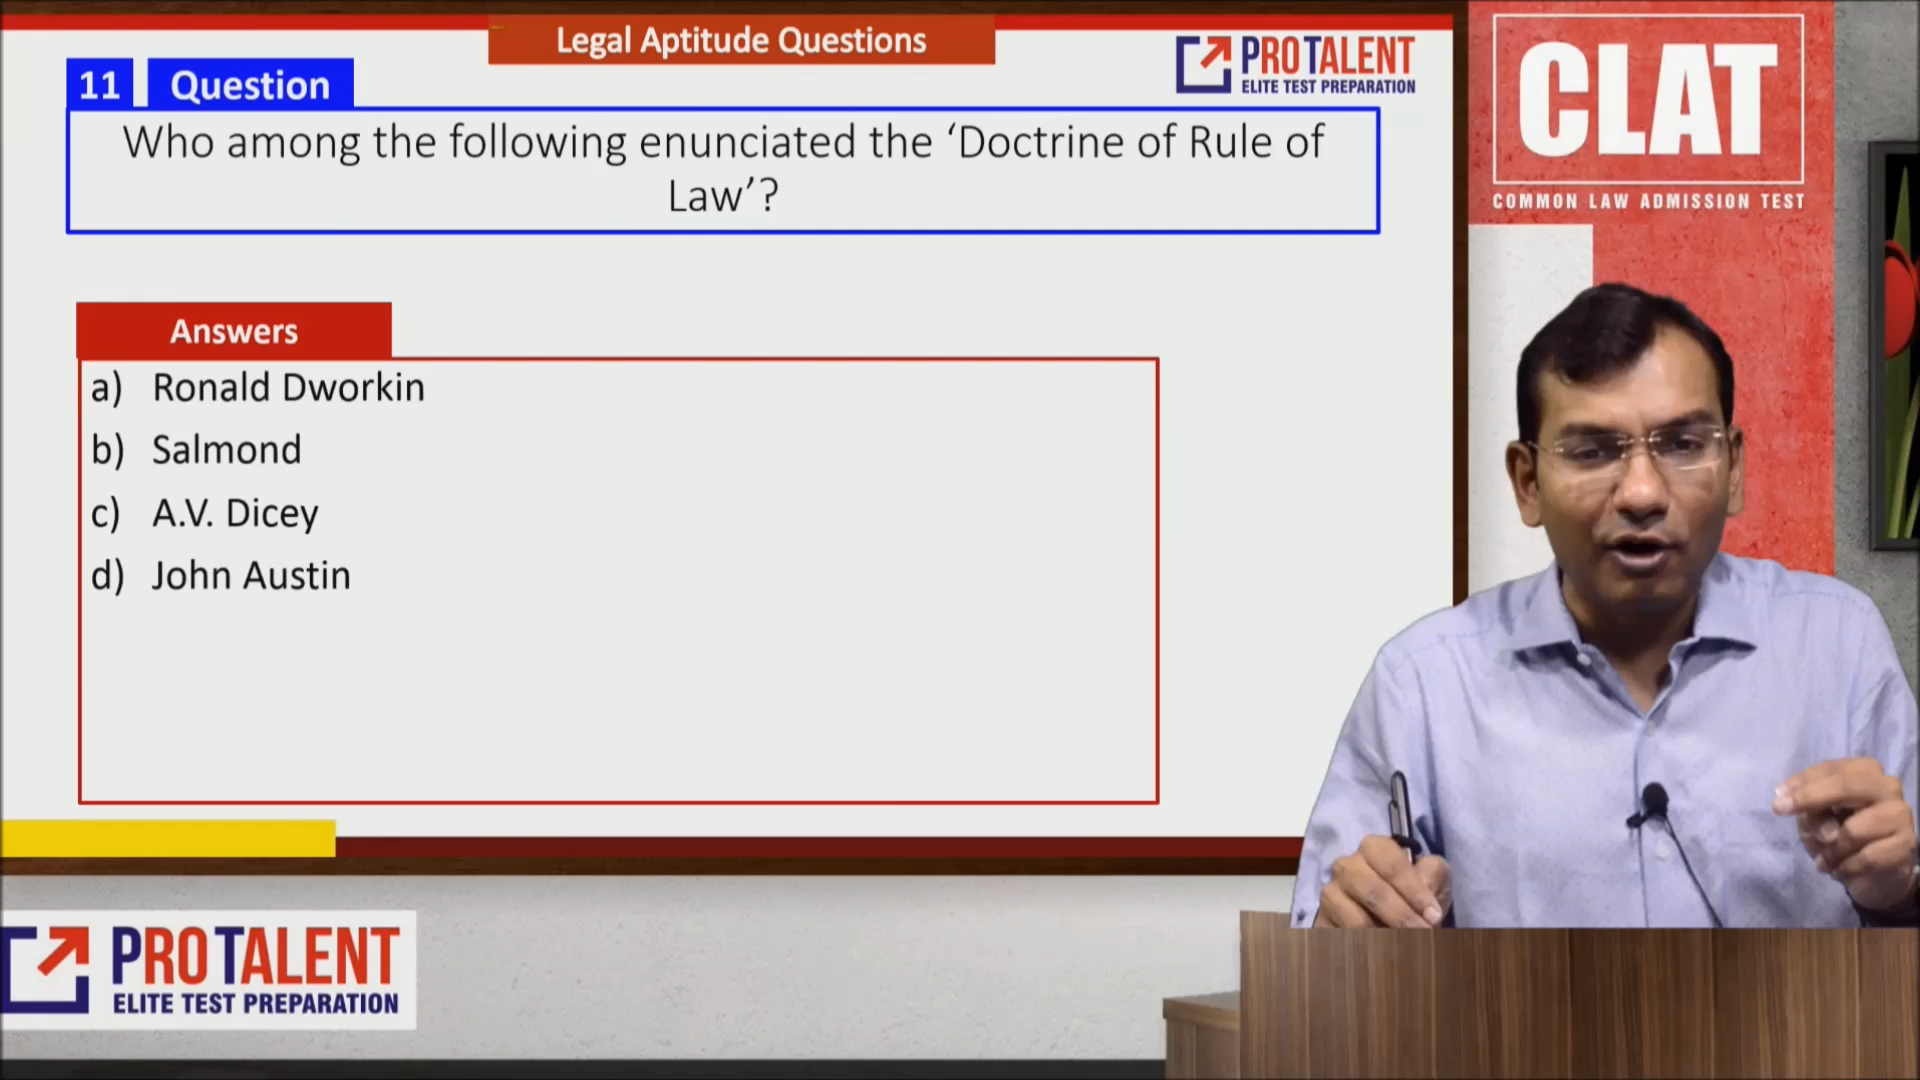 Legal Aptitude Questions
PROTALENT
ELITE TEST PREPARATION
11 Question
Who among the following enunciated the ‘Doctrine of Rule of
Law’?
Answers
a) Ronald Dworkin
b) Salmond
c) A.V. Dicey
d) John Austin
CLAT
COMMON LAW ADMISSION TEST
PROTALENT
ELITE TEST PREPARATION